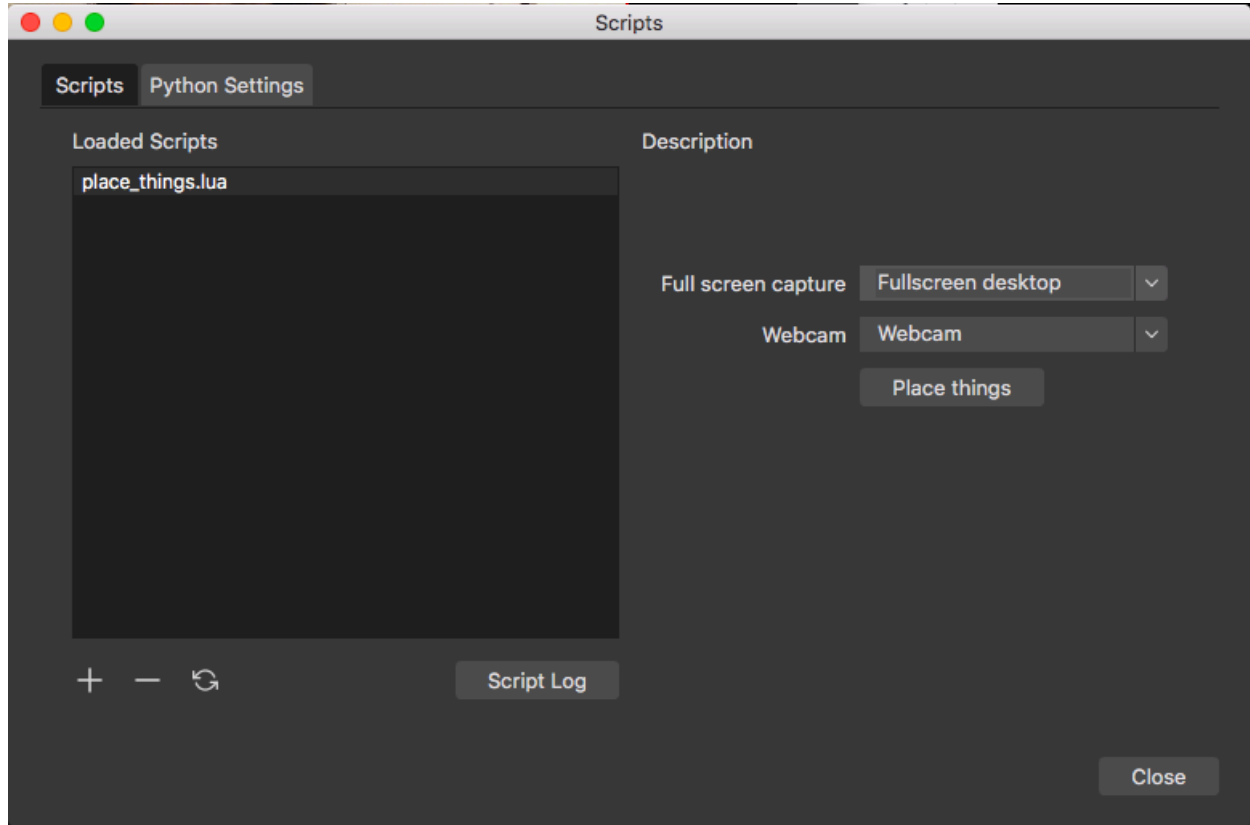 Scripts
Scripts Python Settings
Loaded Scripts
Description
place_things.lua
Full screen capture Fullscreen desktop
Webcam Webcam
Place things
Script Log
Close